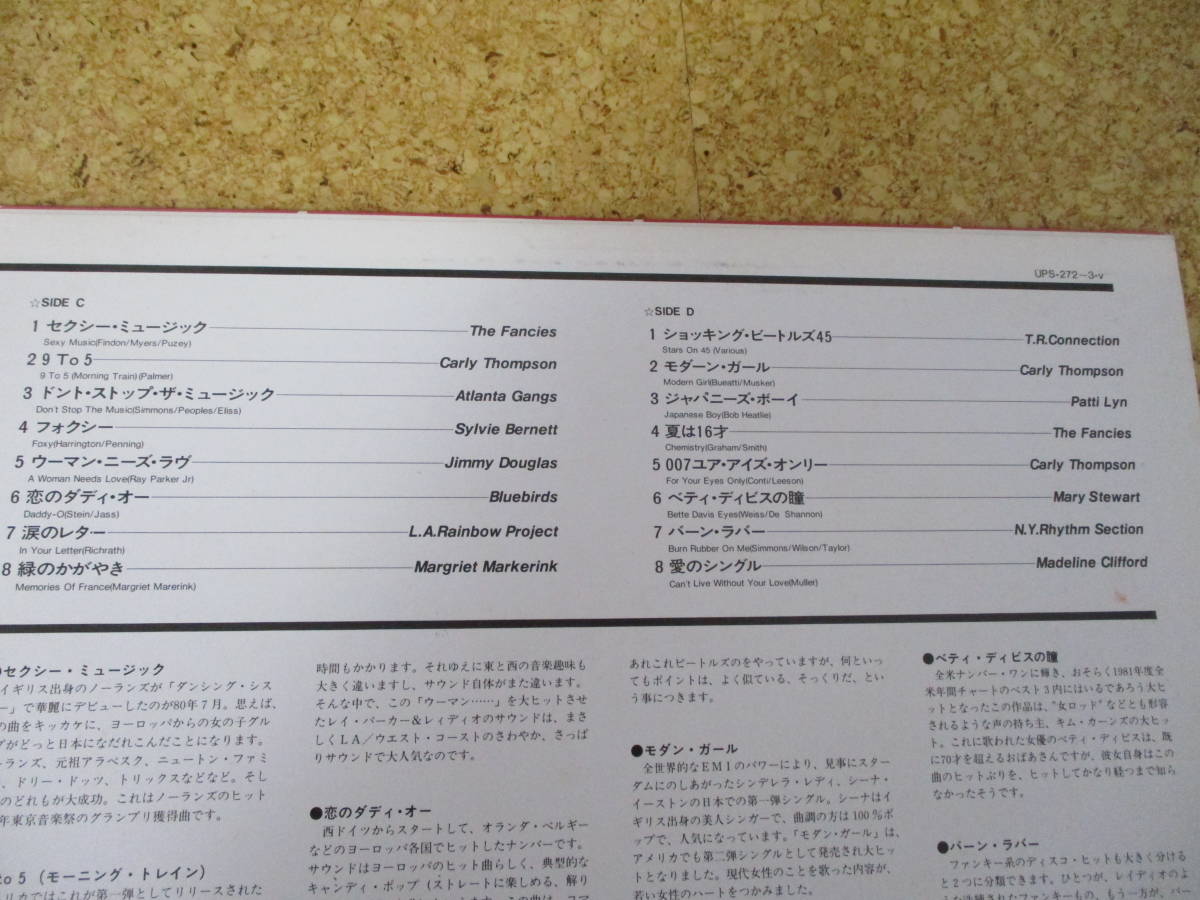 UPS-272〜3-v
☆SIDE C
1 セクシー・ミュージック The Fancies
Sexy Music(Findon/Myers/Puzey)
2 9 To 5 Carly Thompson
9 To 5 (Morning Train)(Palmer)
3 ドント・ストップ・ザ・ミュージック Atlanta Gangs
Don't Stop The Music(Simmons/Peoples/Eliss)
4 フォクシー Sylvie Bernett
Foxy(Harrington/Penning)
5 ウーマン・ニーズ・ラヴ Jimmy Douglas
A Woman Needs Love(Ray Parker Jr)
6 恋のダディ・オー Bluebirds
Daddy-O(Stein/Jass)
7 涙のレター L.A.Rainbow Project
In Your Letter(Richrath)
8 緑のかがやき Margriet Markerink
Memories Of France(Margriet Marerink)
☆SIDE D
1 ショッキング・ビートルズ45 T.R.Connection
Stars On 45 (Various)
2 モダーン・ガール Carly Thompson
Modern Girl(Bueatti/Musker)
3 ジャパニーズ・ボーイ Patti Lyn
Japanese Boy(Bob Heatlie)
4 夏は16才 The Fancies
Chemistry(Graham/Smith)
5 007ユア・アイズ・オンリー Carly Thompson
For Your Eyes Only(Conti/Leeson)
6 ベティ・ディビスの瞳 Mary Stewart
Bette Davis Eyes(Weiss/De Shannon)
7 バーン・ラバー N.Y.Rhythm Section
Burn Rubber On Me(Simmons/Wilson/Taylor)
8 愛のシングル Madeline Clifford
Can't Live Without Your Love(Muller)
セクシー・ミュージック
イギリス出身のノーランズが「ダンシング・シス
ー」で華麗にデビューしたのが80年7月。思えば、
の曲をキッカケに、ヨーロッパからの女の子グル
プがどっと日本になだれこんだことになります。
ーランズ、元祖アラベスク、ニュートン・ファミ
、ドリー・ドッツ、トリックスなどなど。そし
のどれもが大成功。これはノーランズのヒット
年東京音楽祭のグランプリ獲得曲です。
to 5 (モーニング・トレイン)
リカではこれが第一弾としてリリースされた
時間もかかります。それゆえに東と西の音楽趣味も
大きく違いますし、サウンド自体がまた違います。
そんな中で、この「ウーマン……」を大ヒットさせ
たレイ・パーカー&レイディオのサウンドは、まさ
しくLA/ウエスト・コーストのさわやか、さっぱ
りサウンドで大人気なのです。
●恋のダディ・オー
西ドイツからスタートして、オランダ・ベルギー
などのヨーロッパ各国でヒットしたナンバーです。
サウンドはヨーロッパのヒット曲らしく、典型的な
キャンディ・ポップ(ストレートに楽しめる、解り
あれこれビートルズのをやっていますが、何といっ
てもポイントは、よく似ている、そっくりだ、とい
う事につきます。
●モダン・ガール
全世界的なEMIのパワーにより、見事にスター
ダムにのしあがったシンデレラ・レディ、シーナ・
イーストンの日本での第一弾シングル。シーナはイ
ギリス出身の美人シンガーで、曲調の方は100%ポ
ップで、人気になっています。「モダン・ガール」は、
アメリカでも第二弾シングルとして発売され大ヒッ
トとなりました。現代女性のことを歌った内容が、
若い女性のハートをつかみました。
●ベティ・ディビスの瞳
全米ナンバー・ワンに輝き、おそらく1981年度全
米年間チャートのベスト3内にはいるであろう大ヒ
ットとなったこの作品は、“女ロッド”などとも形容
されるような声の持ち主、キム・カーンズの大ヒッ
ト。これに歌われた女優のベティ・ディビスは、既
に70才を超えるおばあさんですが、彼女自身はこの
曲のヒットぶりを、ヒットしてかなり経つまで知ら
なかったそうです。
●バーン・ラバー
ファンキー系のディスコ・ヒットも大きく分ける
と2つに分類できます。ひとつが、レイディオのよ